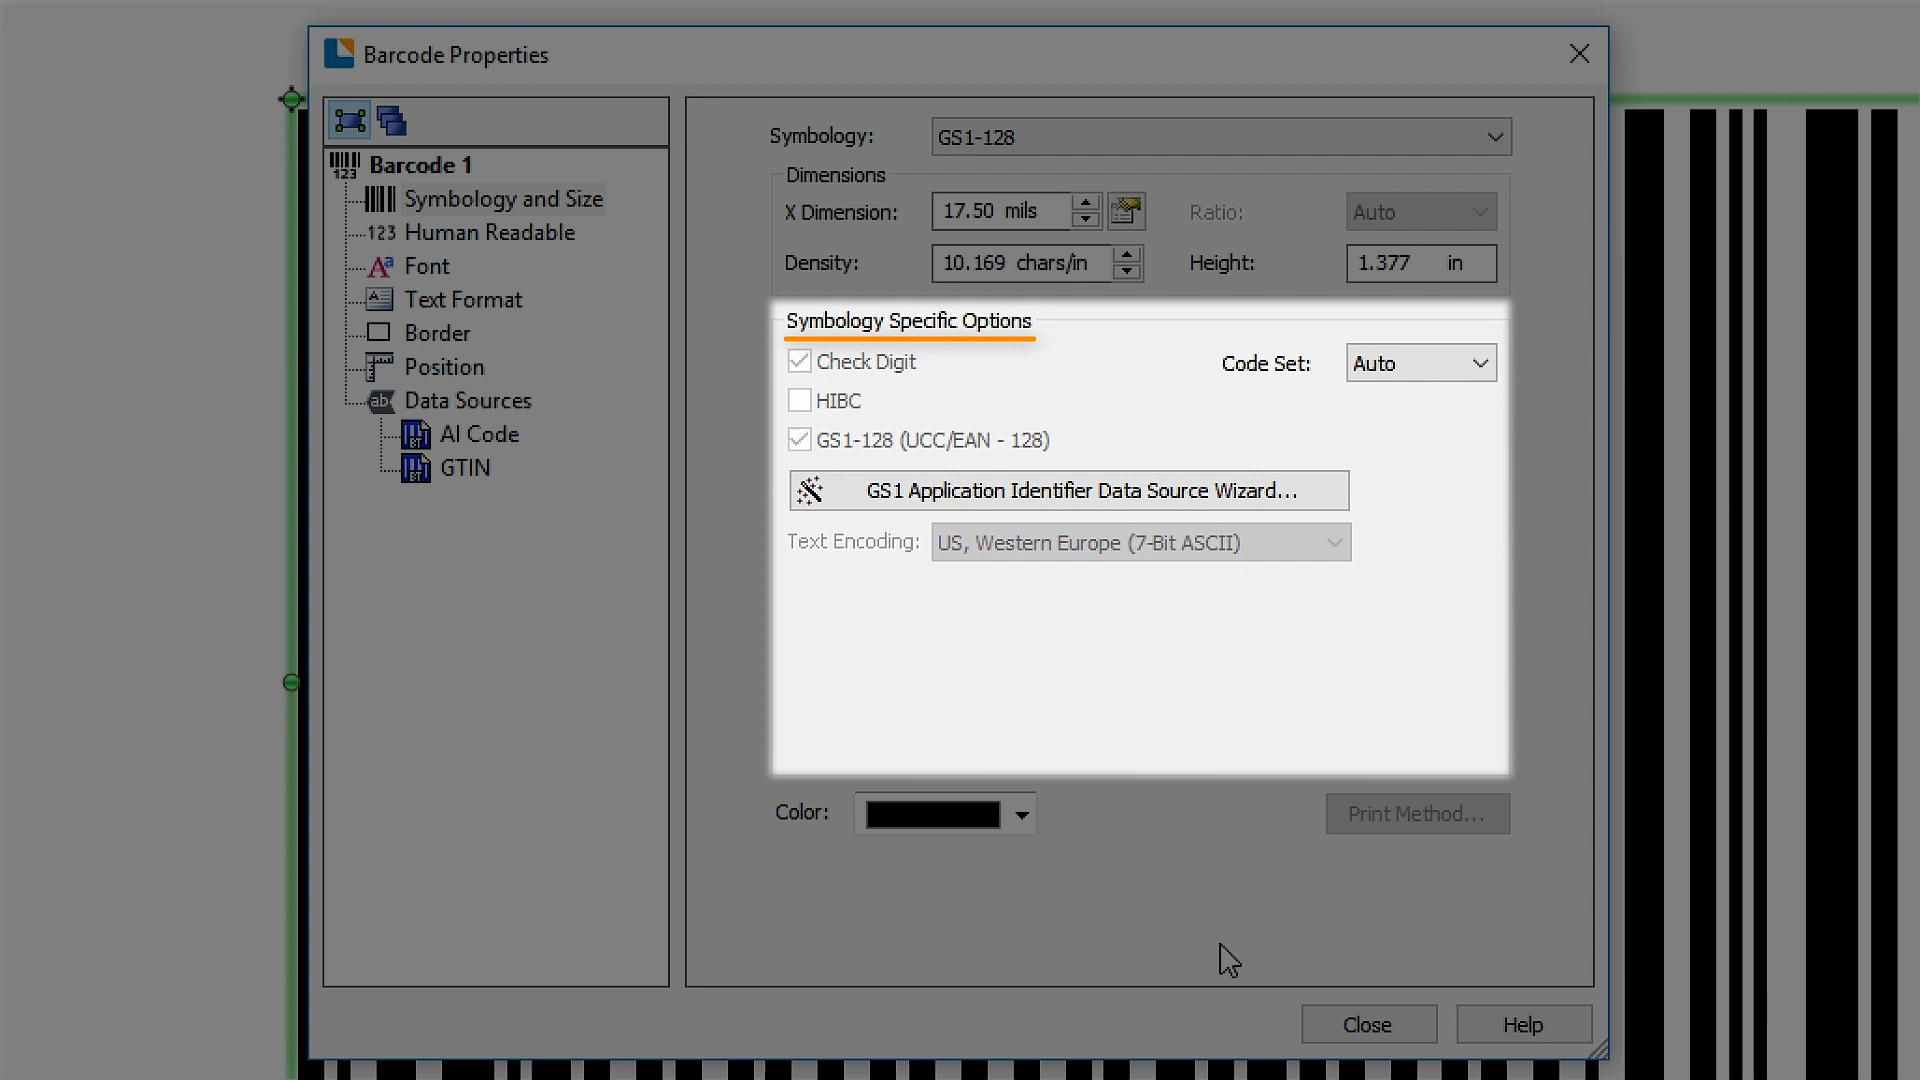 Barcode Properties
Barcode 1
Symbology and Size
123 Human Readable
Font
Text Format
Border
Position
Data Sources
AI Code
GTIN
Symbology: GS1-128
Dimensions
X Dimension: 17.50 mils
Ratio: Auto
Density: 10.169 chars/in
Height: 1.377 in
Symbology Specific Options
Check Digit
Code Set: Auto
HIBC
GS1-128 (UCC/EAN - 128)
GS1 Application Identifier Data Source Wizard...
Text Encoding: US, Western Europe (7-Bit ASCII)
Color:
Print Method...
Close
Help